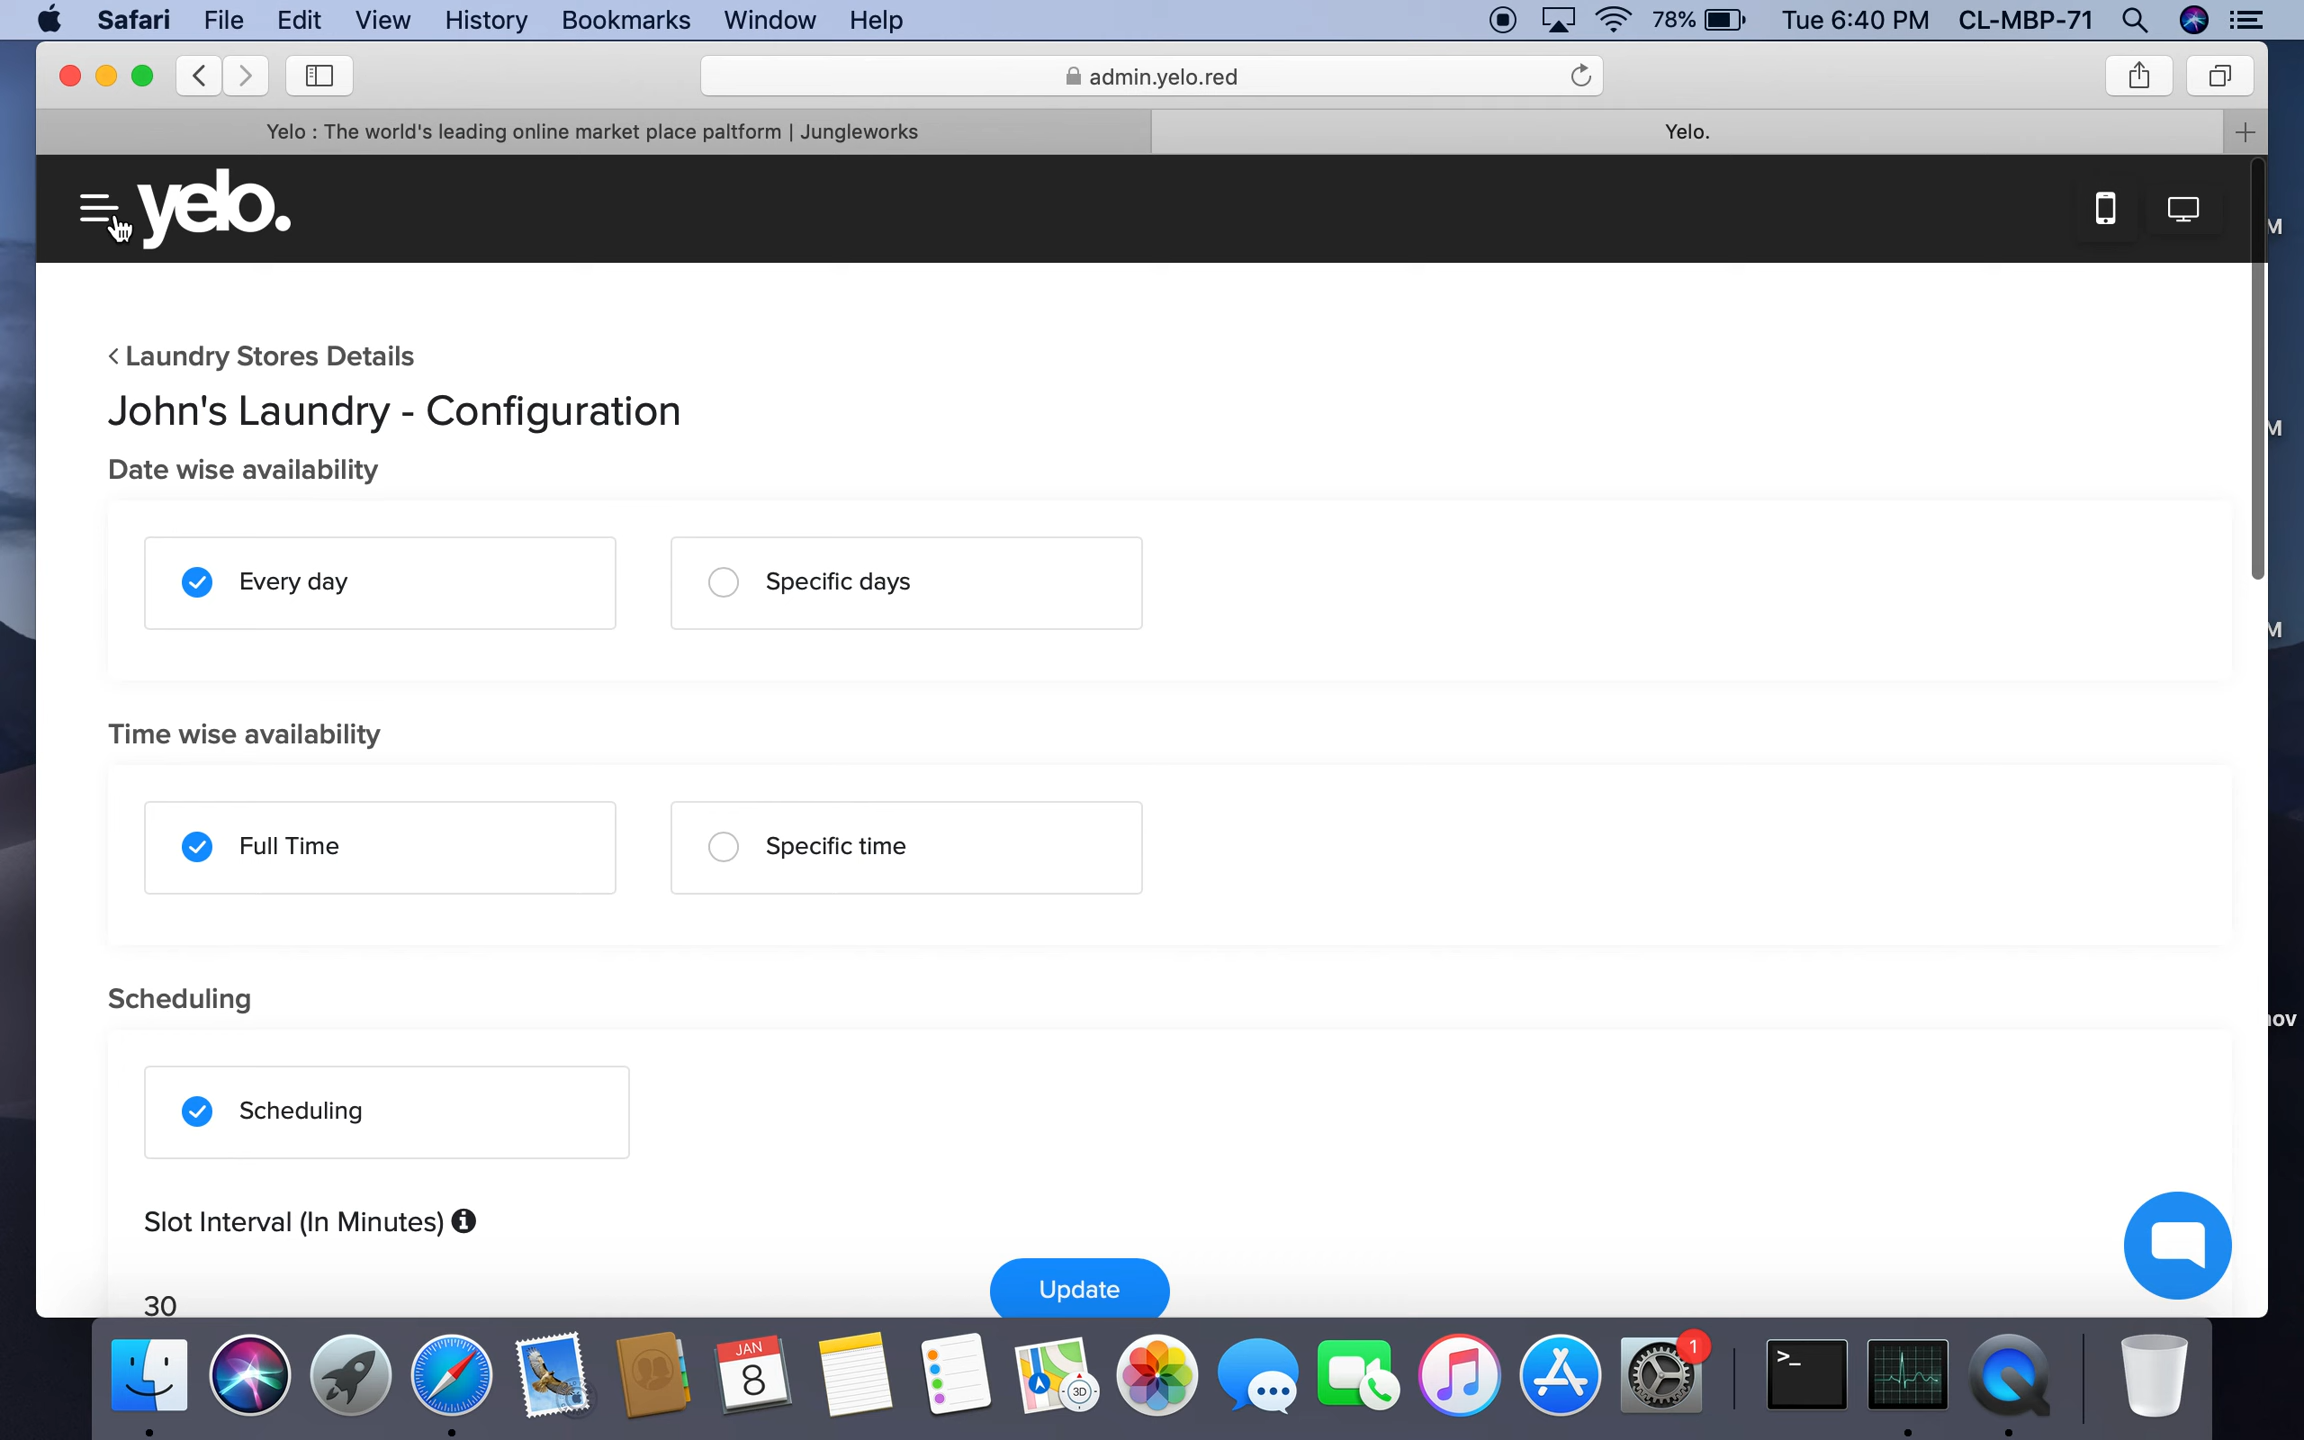 Safari File Edit View History Bookmarks Window Help 78% Tue 6:40 PM CL-MBP-71
admin.yelo.red
Yelo : The world's leading online market place paltform | Jungleworks Yelo.
yelo.
M
< Laundry Stores Details
John's Laundry - Configuration
M
Date wise availability
Every day Specific days
M
Time wise availability
Full Time Specific time
Scheduling
ov
Scheduling
Slot Interval (In Minutes)
30
Update
JAN
8
3D
1
>_